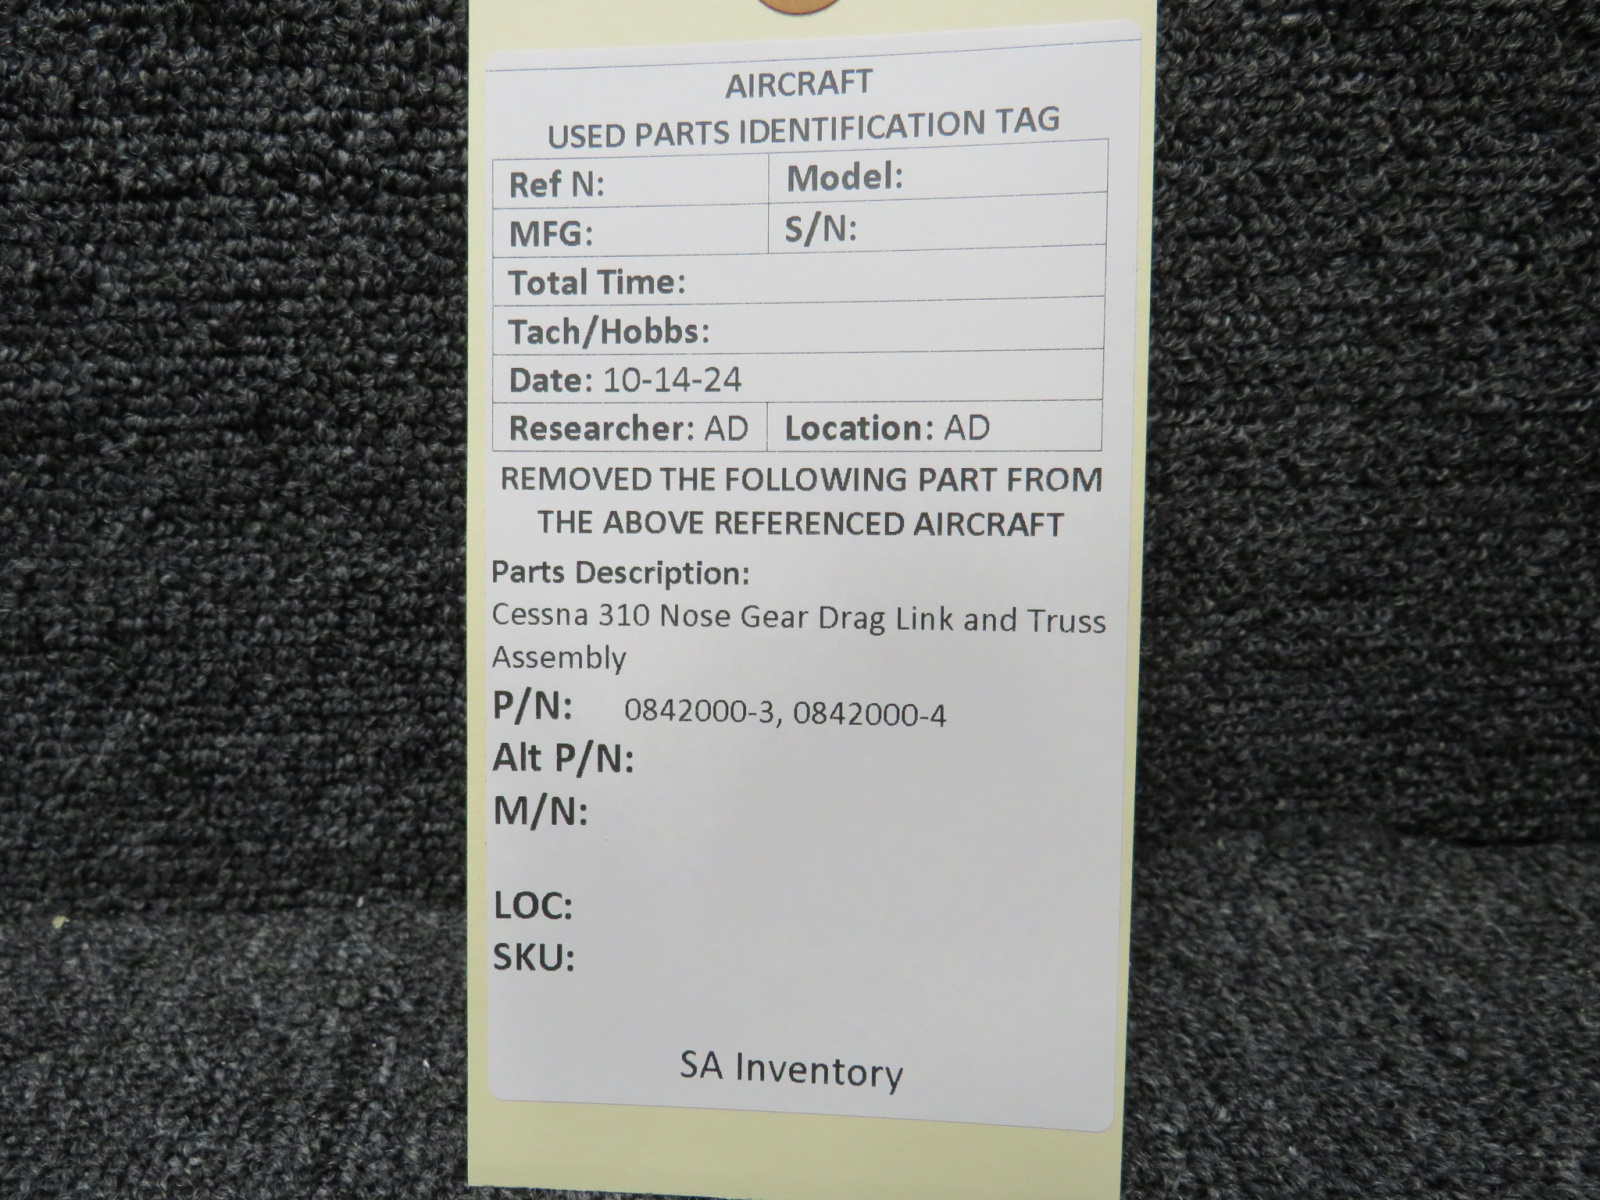 AIRCRAFT
USED PARTS IDENTIFICATION TAG
Ref N: Model:
MFG: S/N:
Total Time:
Tach/Hobbs:
Date: 10-14-24
Researcher: AD Location: AD
REMOVED THE FOLLOWING PART FROM
THE ABOVE REFERENCED AIRCRAFT
Parts Description:
Cessna 310 Nose Gear Drag Link and Truss
Assembly
P/N: 0842000-3, 0842000-4
Alt P/N:
M/N:
LOC:
SKU:
SA Inventory